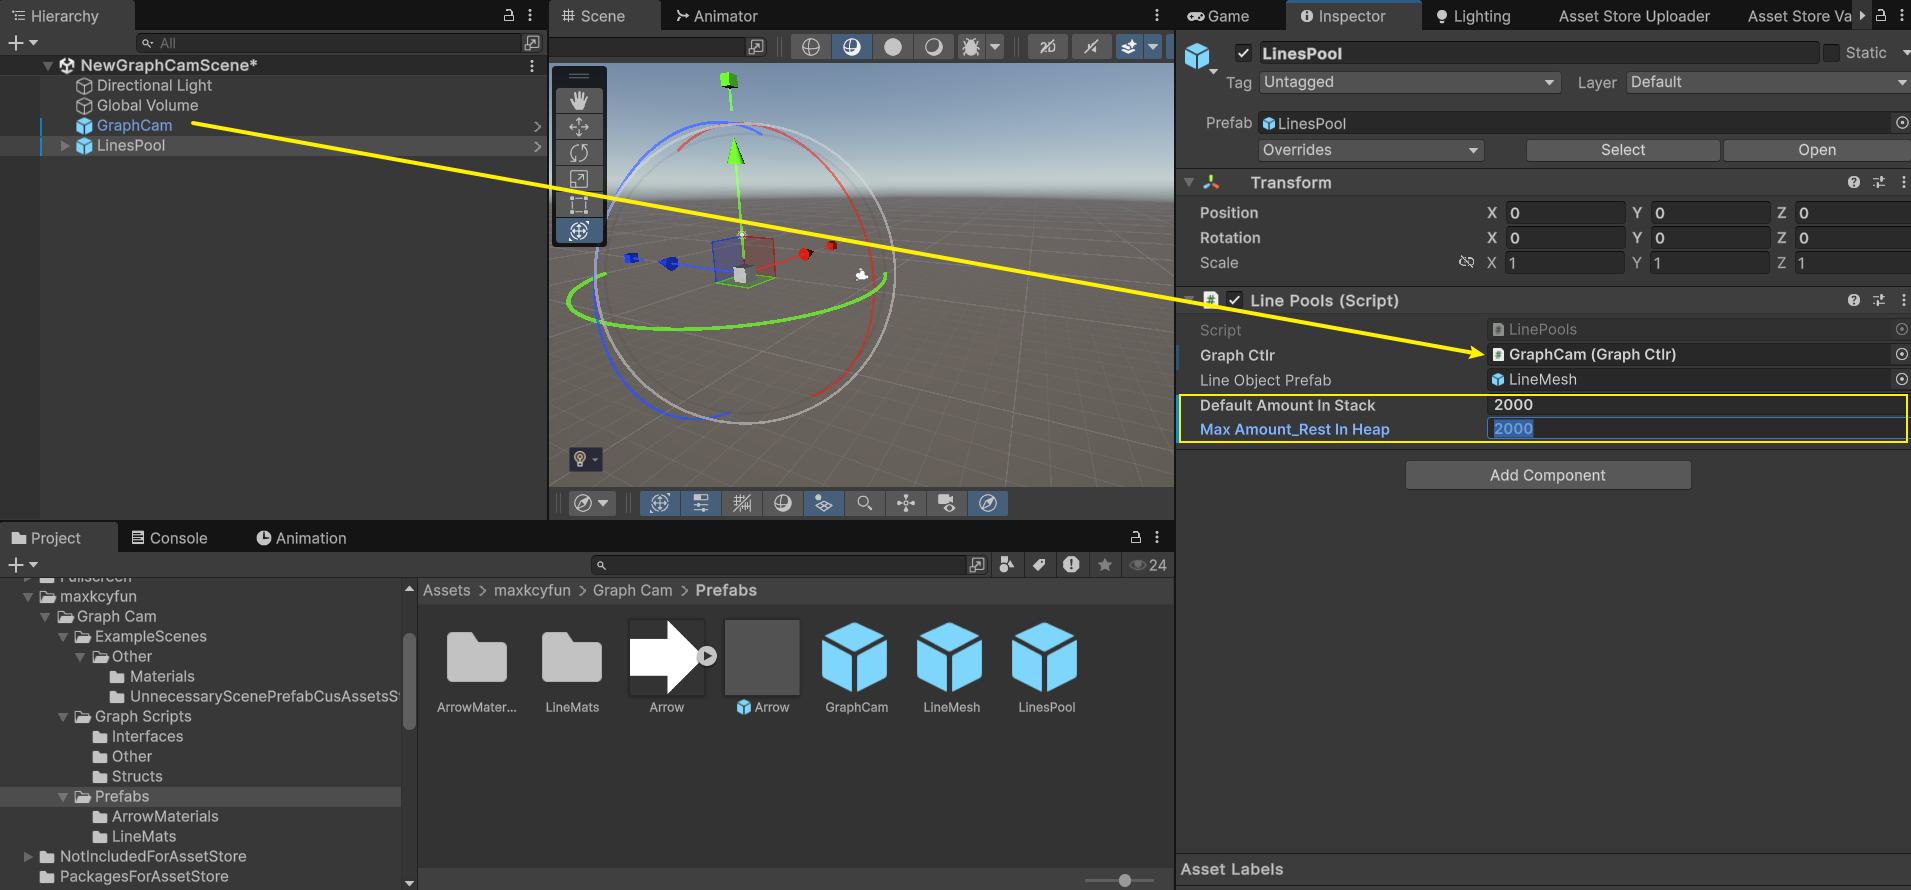 Hierarchy
All
NewGraphCamScene*
Directional Light
Global Volume
GraphCam
LinesPool
Scene
Animator
2D
Game
Inspector
Lighting
Asset Store Uploader
Asset Store Va
LinesPool
Static
Tag
Untagged
Layer
Default
Prefab
LinesPool
Overrides
Select
Open
Transform
Position
X 0
Y 0
Z 0
Rotation
X 0
Y 0
Z 0
Scale
X 1
Y 1
Z 1
Line Pools (Script)
Script
LinePools
Graph Ctlr
GraphCam (Graph Ctlr)
Line Object Prefab
LineMesh
Default Amount In Stack
2000
Max Amount_Rest In Heap
2000
Add Component
Asset Labels
Project
Console
Animation
24
Fullscreen
maxkcyfun
Graph Cam
ExampleScenes
Other
Materials
UnnecessaryScenePrefabCusAssetsS
Graph Scripts
Interfaces
Other
Structs
Prefabs
ArrowMaterials
LineMats
NotIncludedForAssetStore
PackagesForAssetStore
Assets > maxkcyfun > Graph Cam > Prefabs
ArrowMater...
LineMats
Arrow
Arrow
GraphCam
LineMesh
LinesPool